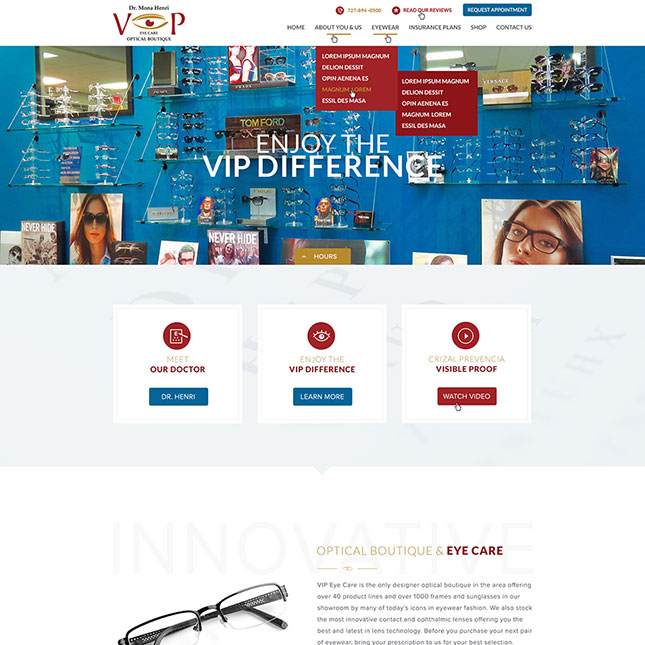 Dr. Mona Henri
VIP
EYE CARE
OPTICAL BOUTIQUE
727-894-0500
READ OUR REVIEWS
REQUEST APPOINTMENT
HOME
ABOUT YOU & US
EYEWEAR
INSURANCE PLANS
SHOP
CONTACT US
LOREM IPSUM MAGNUM
DELION DESSIT
OPIN AENENA ES
MAGNUM LOREM
ESSIL DES MASA
LOREM IPSUM MAGNUM
DELION DESSIT
OPIN AENENA ES
MAGNUM LOREM
ESSIL DES MASA
PRADA
VERSACE
TOM FORD
ENJOY THE
VIP DIFFERENCE
NEVER HIDE
NEVER HIDE
HOURS
MEET
OUR DOCTOR
DR. HENRI
ENJOY THE
VIP DIFFERENCE
LEARN MORE
CRIZAL PREVENCIA
VISIBLE PROOF
WATCH VIDEO
INNOVATIVE
OPTICAL BOUTIQUE & EYE CARE
VIP Eye Care is the only designer optical boutique in the area offering
over 40 product lines and over 1000 frames and sunglasses in our
showroom by many of today's icons in eyewear fashion. We also stock
the most innovative contact and ophthalmic lenses offering you the
best and latest in lens technology. Before you purchase your next pair
of eyewear, bring your prescription to us for your best selection.